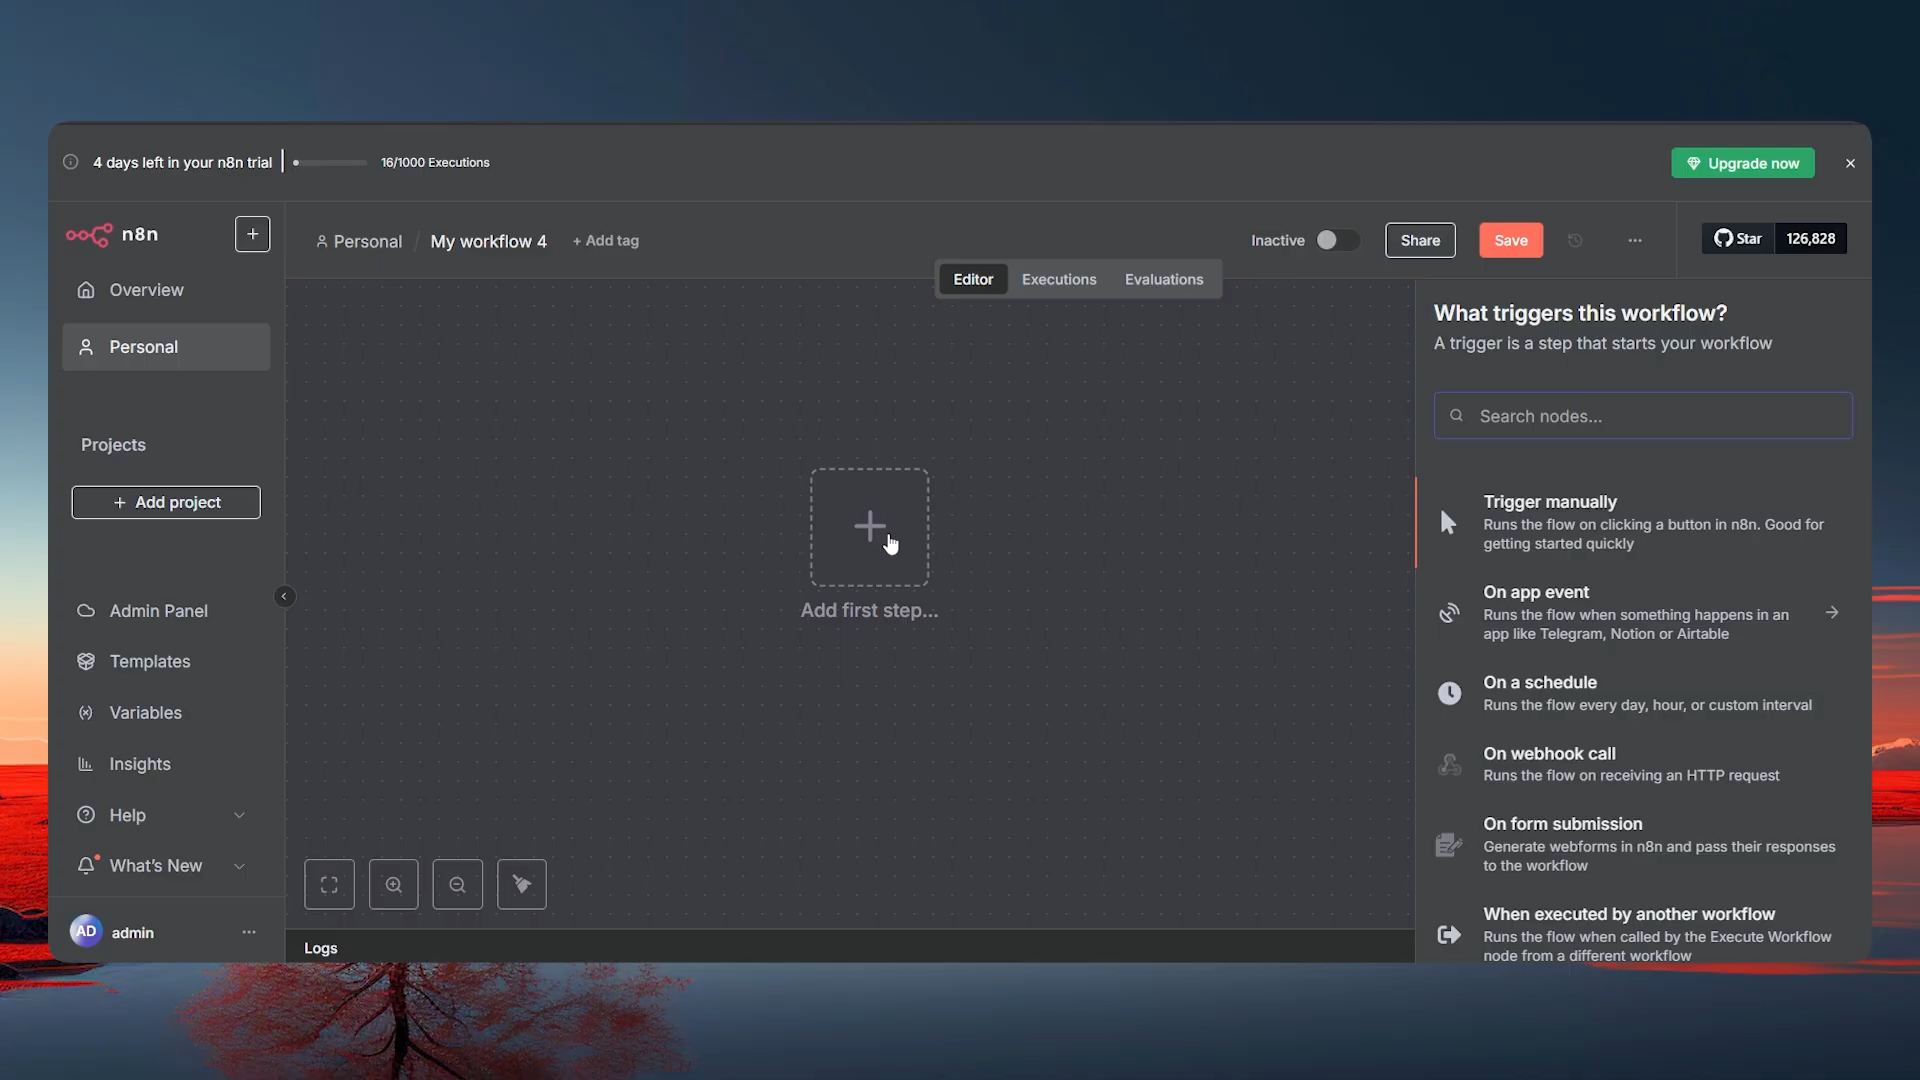 4 days left in your n8n trial
16/1000 Executions
Upgrade now
n8n
Personal / My workflow 4 + Add tag
Inactive
Share
Save
Star 126,828
Editor Executions Evaluations
Overview
Personal
Projects
+ Add project
Admin Panel
Templates
Variables
Insights
Help
What's New
AD admin
Add first step...
Logs
What triggers this workflow?
A trigger is a step that starts your workflow
Search nodes...
Trigger manually
Runs the flow on clicking a button in n8n. Good for
getting started quickly
On app event
Runs the flow when something happens in an
app like Telegram, Notion or Airtable
On a schedule
Runs the flow every day, hour, or custom interval
On webhook call
Runs the flow on receiving an HTTP request
On form submission
Generate webforms in n8n and pass their responses
to the workflow
When executed by another workflow
Runs the flow when called by the Execute Workflow
node from a different workflow